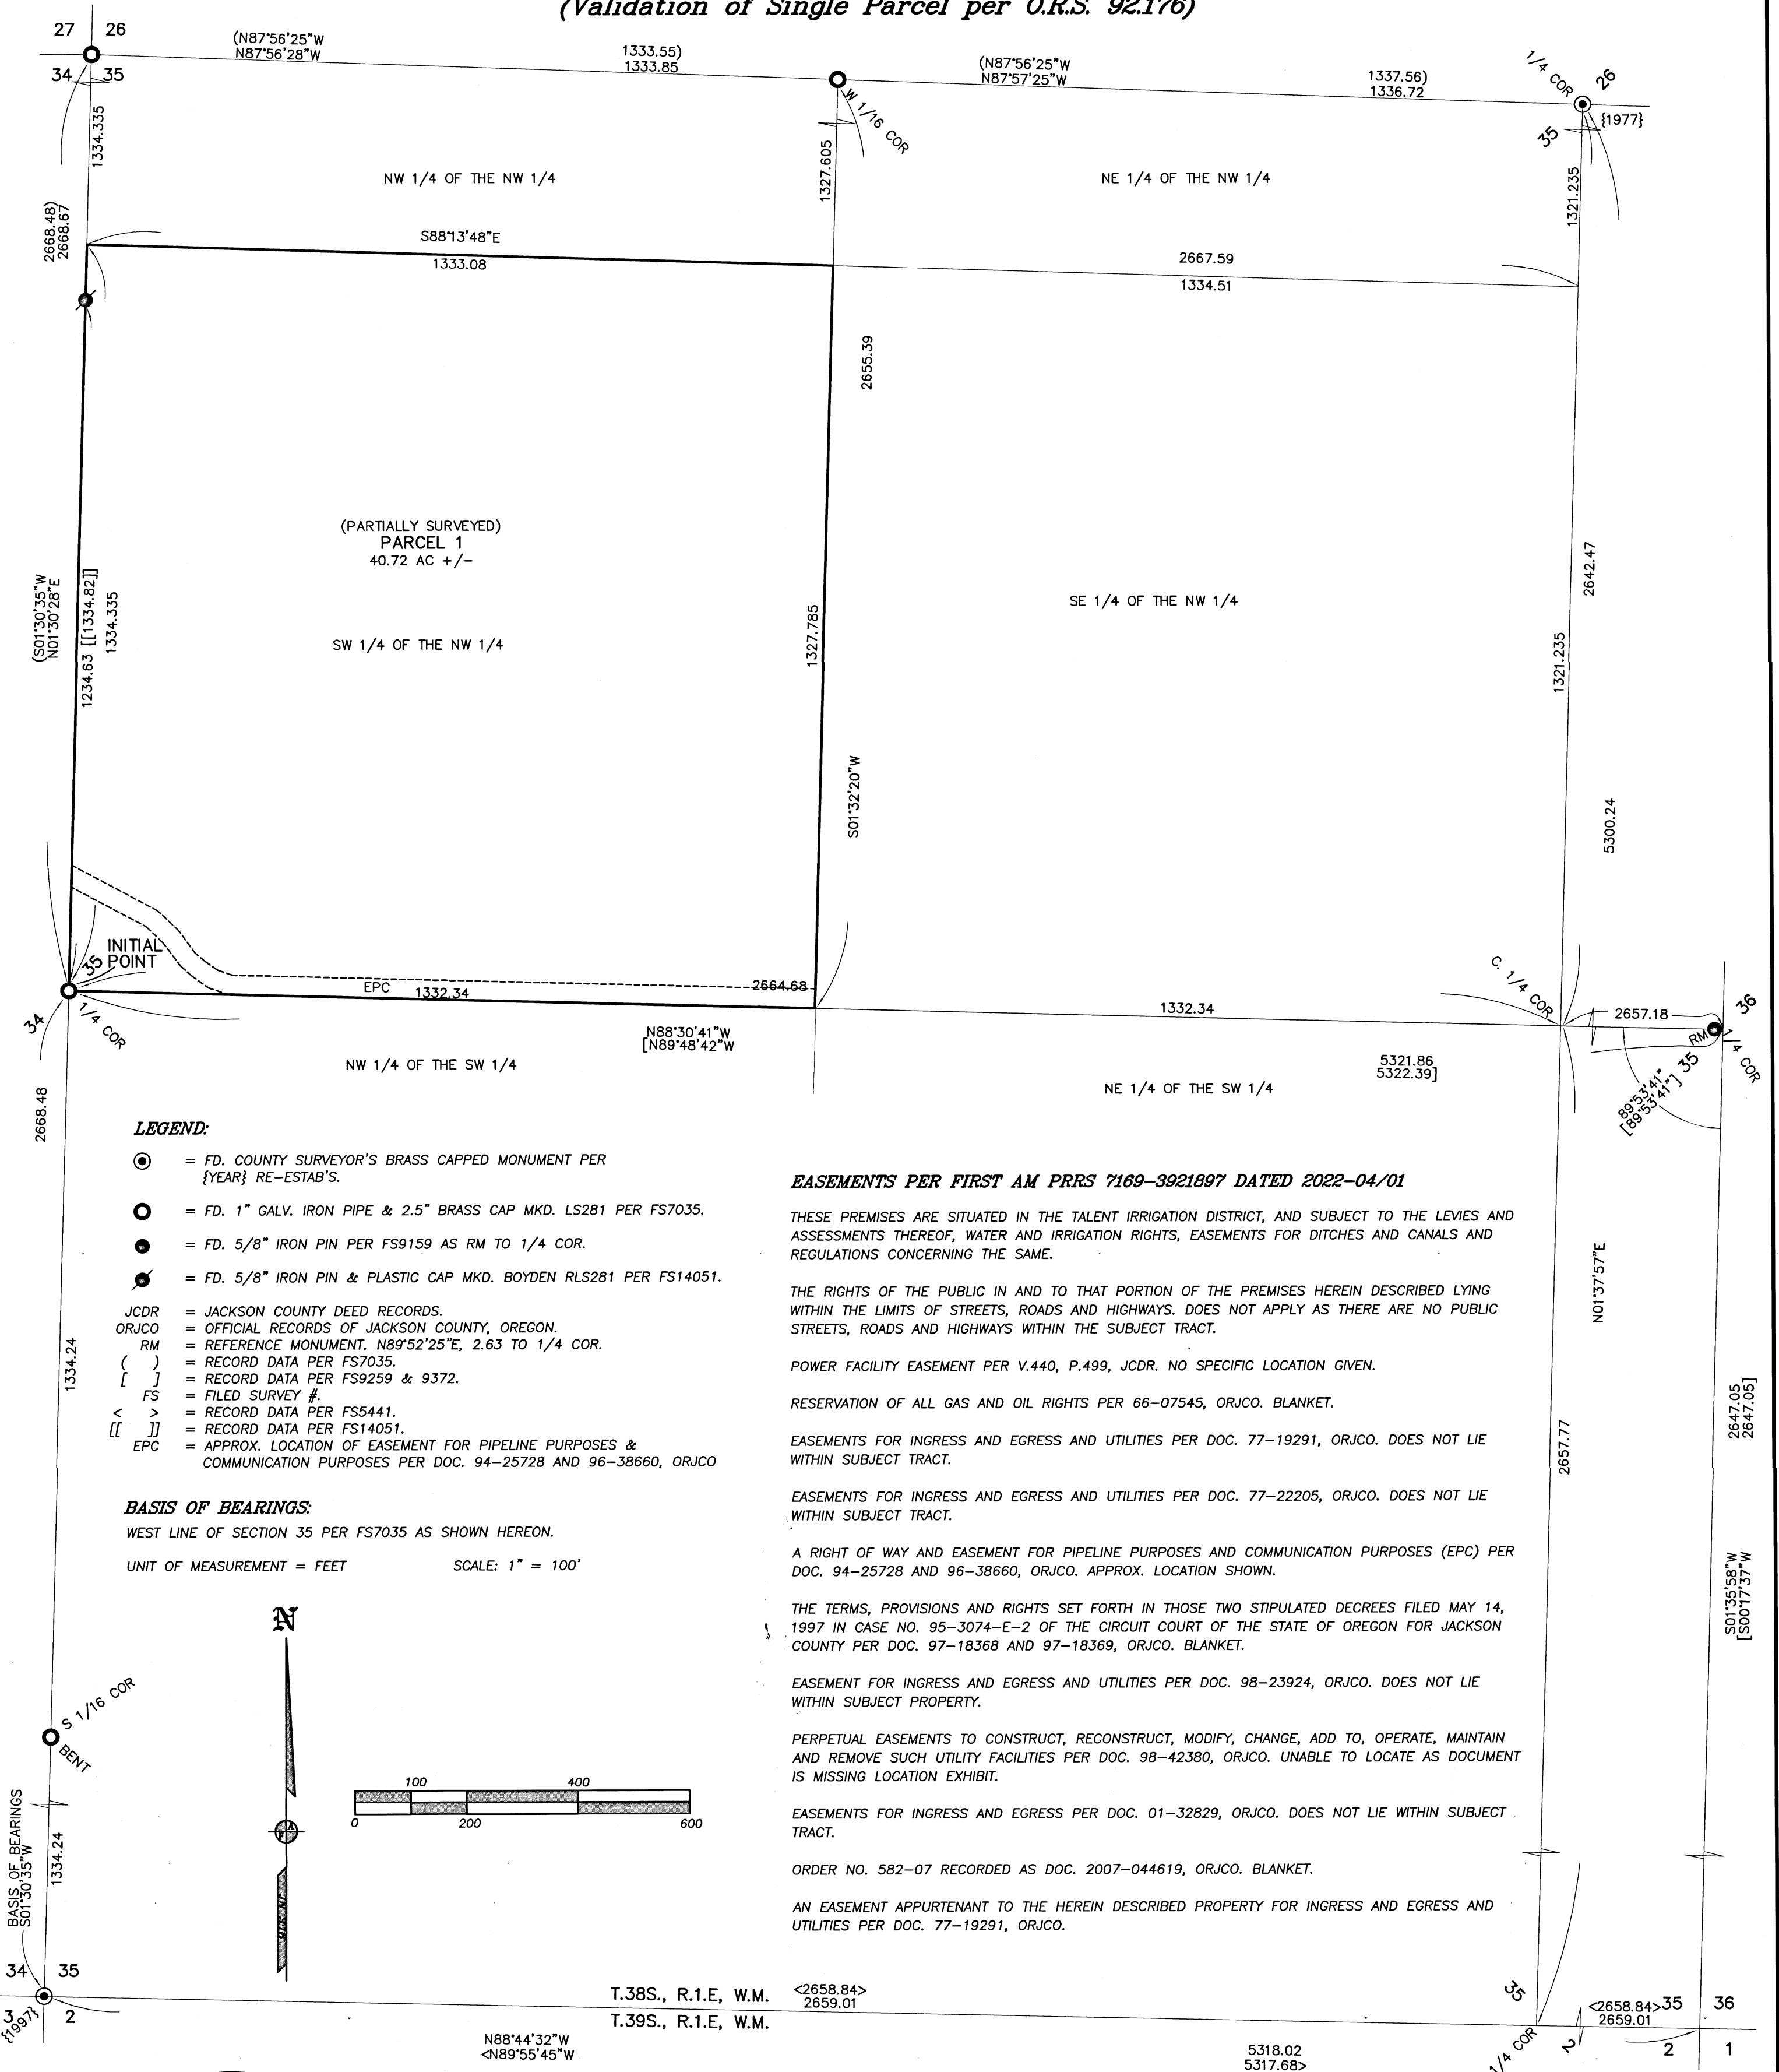 (Validation of Single Parcel per O.R.S. 92.176)
27 26
34 35
(N87°56'25"W
N87°56'28"W
1333.55)
1333.85
(N87°56'25"W
N87°57'25"W
1337.56)
1336.72
1/4 COR
26
35
{1977}
W 1/16 COR
1334.335
1327.605
1321.235
NW 1/4 OF THE NW 1/4
NE 1/4 OF THE NW 1/4
2668.48)
2668.67
S88°13'48"E
1333.08
2667.59
1334.51
2655.39
(PARTIALLY SURVEYED)
PARCEL 1
40.72 AC +/-
SW 1/4 OF THE NW 1/4
SE 1/4 OF THE NW 1/4
(S01°30'35"W
N01°30'28"E
1234.63 [[1334.82]]
1334.335
1327.785
S01°32'20"W
2642.47
1321.235
5300.24
INITIAL
POINT
35
34
1/4 COR
EPC
1332.34
2664.68
1332.34
C. 1/4 COR
2657.18
36
RM
1/4 COR
35
89°53'41"
[89°53'41"]
N88°30'41"W
[N89°48'42"W
5321.86
5322.39]
NW 1/4 OF THE SW 1/4
NE 1/4 OF THE SW 1/4
2668.48
1334.24
LEGEND:
= FD. COUNTY SURVEYOR'S BRASS CAPPED MONUMENT PER
{YEAR} RE-ESTAB'S.
= FD. 1" GALV. IRON PIPE & 2.5" BRASS CAP MKD. LS281 PER FS7035.
= FD. 5/8" IRON PIN PER FS9159 AS RM TO 1/4 COR.
= FD. 5/8" IRON PIN & PLASTIC CAP MKD. BOYDEN RLS281 PER FS14051.
JCDR = JACKSON COUNTY DEED RECORDS.
ORJCO = OFFICIAL RECORDS OF JACKSON COUNTY, OREGON.
RM = REFERENCE MONUMENT. N89°52'25"E, 2.63 TO 1/4 COR.
( ) = RECORD DATA PER FS7035.
[ ] = RECORD DATA PER FS9259 & 9372.
FS = FILED SURVEY #.
< > = RECORD DATA PER FS5441.
[[ ]] = RECORD DATA PER FS14051.
EPC = APPROX. LOCATION OF EASEMENT FOR PIPELINE PURPOSES &
COMMUNICATION PURPOSES PER DOC. 94-25728 AND 96-38660, ORJCO
BASIS OF BEARINGS:
WEST LINE OF SECTION 35 PER FS7035 AS SHOWN HEREON.
UNIT OF MEASUREMENT = FEET SCALE: 1" = 100'
EASEMENTS PER FIRST AM PRRS 7169-3921897 DATED 2022-04/01
THESE PREMISES ARE SITUATED IN THE TALENT IRRIGATION DISTRICT, AND SUBJECT TO THE LEVIES AND
ASSESSMENTS THEREOF, WATER AND IRRIGATION RIGHTS, EASEMENTS FOR DITCHES AND CANALS AND
REGULATIONS CONCERNING THE SAME.
THE RIGHTS OF THE PUBLIC IN AND TO THAT PORTION OF THE PREMISES HEREIN DESCRIBED LYING
WITHIN THE LIMITS OF STREETS, ROADS AND HIGHWAYS. DOES NOT APPLY AS THERE ARE NO PUBLIC
STREETS, ROADS AND HIGHWAYS WITHIN THE SUBJECT TRACT.
POWER FACILITY EASEMENT PER V.440, P.499, JCDR. NO SPECIFIC LOCATION GIVEN.
RESERVATION OF ALL GAS AND OIL RIGHTS PER 66-07545, ORJCO. BLANKET.
EASEMENTS FOR INGRESS AND EGRESS AND UTILITIES PER DOC. 77-19291, ORJCO. DOES NOT LIE
WITHIN SUBJECT TRACT.
EASEMENTS FOR INGRESS AND EGRESS AND UTILITIES PER DOC. 77-22205, ORJCO. DOES NOT LIE
WITHIN SUBJECT TRACT.
A RIGHT OF WAY AND EASEMENT FOR PIPELINE PURPOSES AND COMMUNICATION PURPOSES (EPC) PER
DOC. 94-25728 AND 96-38660, ORJCO. APPROX. LOCATION SHOWN.
THE TERMS, PROVISIONS AND RIGHTS SET FORTH IN THOSE TWO STIPULATED DECREES FILED MAY 14,
1997 IN CASE NO. 95-3074-E-2 OF THE CIRCUIT COURT OF THE STATE OF OREGON FOR JACKSON
COUNTY PER DOC. 97-18368 AND 97-18369, ORJCO. BLANKET.
EASEMENT FOR INGRESS AND EGRESS AND UTILITIES PER DOC. 98-23924, ORJCO. DOES NOT LIE
WITHIN SUBJECT PROPERTY.
PERPETUAL EASEMENTS TO CONSTRUCT, RECONSTRUCT, MODIFY, CHANGE, ADD TO, OPERATE, MAINTAIN
AND REMOVE SUCH UTILITY FACILITIES PER DOC. 98-42380, ORJCO. UNABLE TO LOCATE AS DOCUMENT
IS MISSING LOCATION EXHIBIT.
EASEMENTS FOR INGRESS AND EGRESS PER DOC. 01-32829, ORJCO. DOES NOT LIE WITHIN SUBJECT
TRACT.
ORDER NO. 582-07 RECORDED AS DOC. 2007-044619, ORJCO. BLANKET.
AN EASEMENT APPURTENANT TO THE HEREIN DESCRIBED PROPERTY FOR INGRESS AND EGRESS AND
UTILITIES PER DOC. 77-19291, ORJCO.
N01°37'57"E
2657.77
2647.05
2647.05]
S01°35'58"W
[S00°17'37"W
N
100 400
0 200 600
S 1/16 COR
BENT
BASIS OF BEARINGS
S01°30'35"W
1334.24
34 35
3 2
{1997}
T.38S., R.1.E, W.M.
T.39S., R.1.E, W.M.
<2658.84>
2659.01
N88°44'32"W
<N89°55'45"W
5318.02
5317.68>
35
1/4 COR
2
<2658.84>
2659.01
35 36
2 1